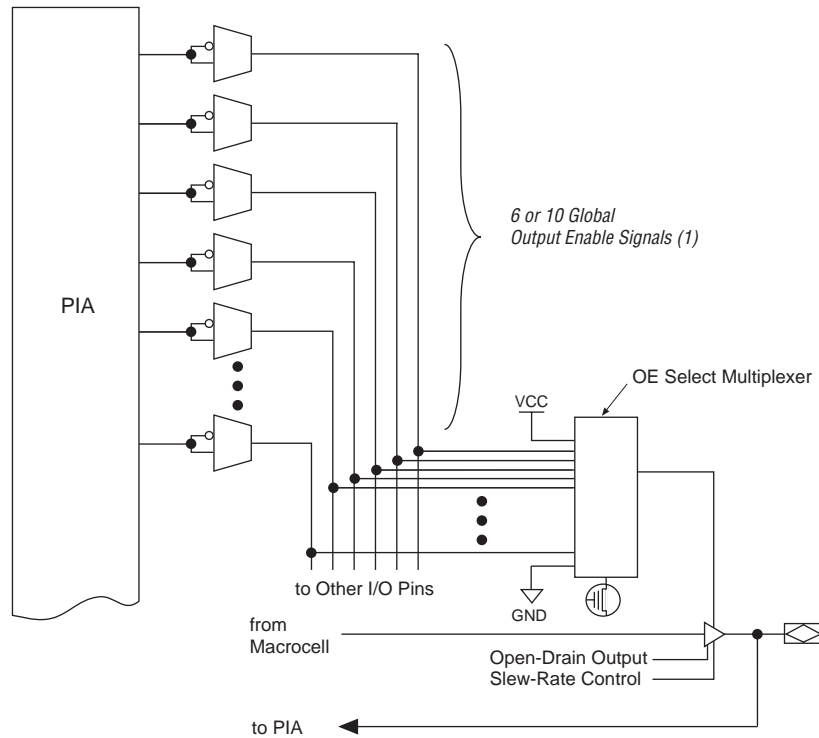 6 or 10 Global
Output Enable Signals (1)
PIA
OE Select Multiplexer
VCC
to Other I/O Pins
GND
from
Macrocell
Open-Drain Output
Slew-Rate Control
to PIA